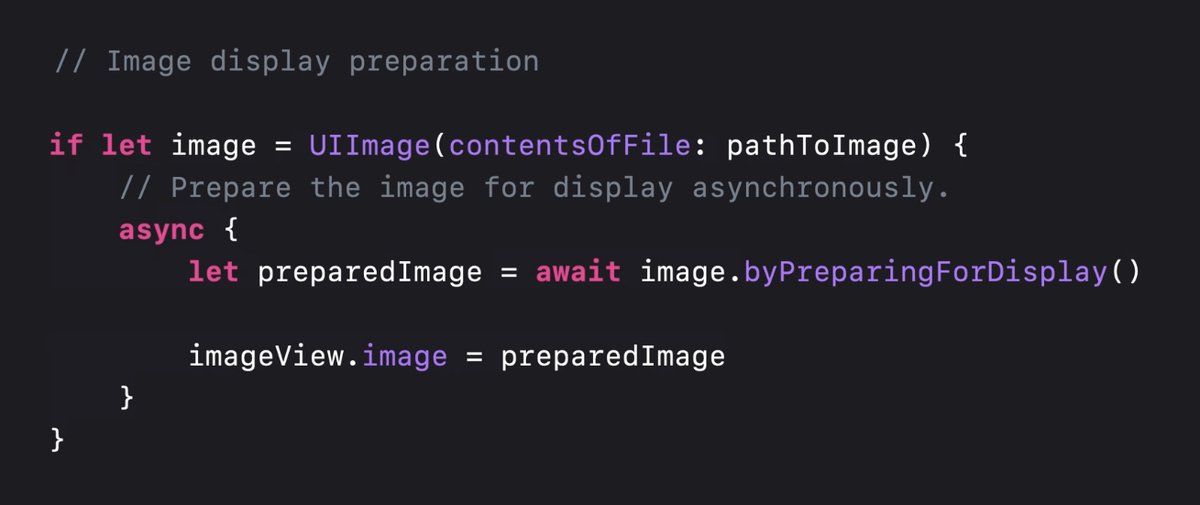 // Image display preparation
if let image = UIImage(contentsOfFile: pathToImage) {
// Prepare the image for display asynchronously.
async {
let preparedImage = await image.byPreparingForDisplay()
imageView.image = preparedImage
}
}